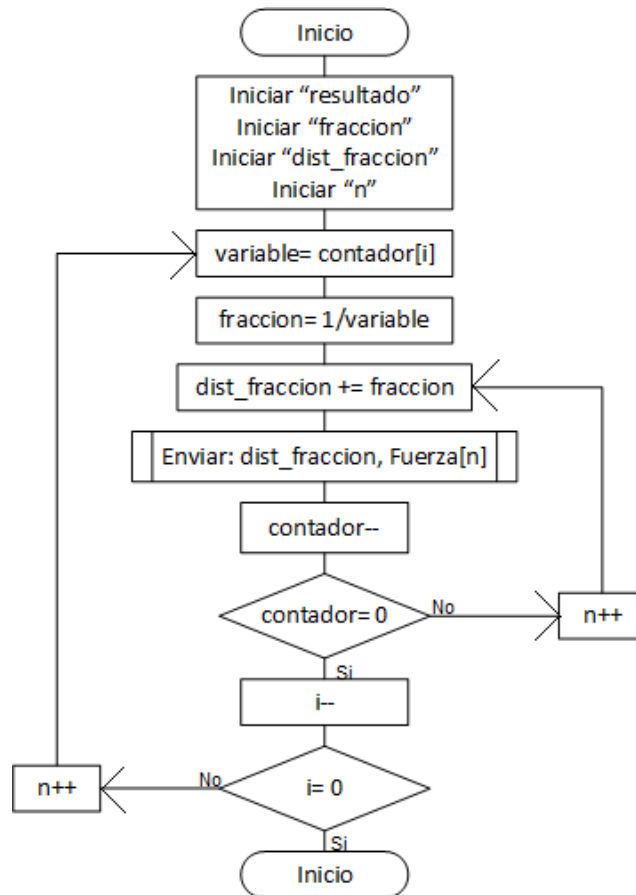 Inicio
Iniciar “resultado”
Iniciar “fraccion”
Iniciar “dist_fraccion”
Iniciar “n”
variable= contador[i]
fraccion= 1/variable
dist_fraccion += fraccion
Enviar: dist_fraccion, Fuerza[n]
contador--
contador= 0
No
n++
Si
i--
n++
No
i= 0
Si
Inicio